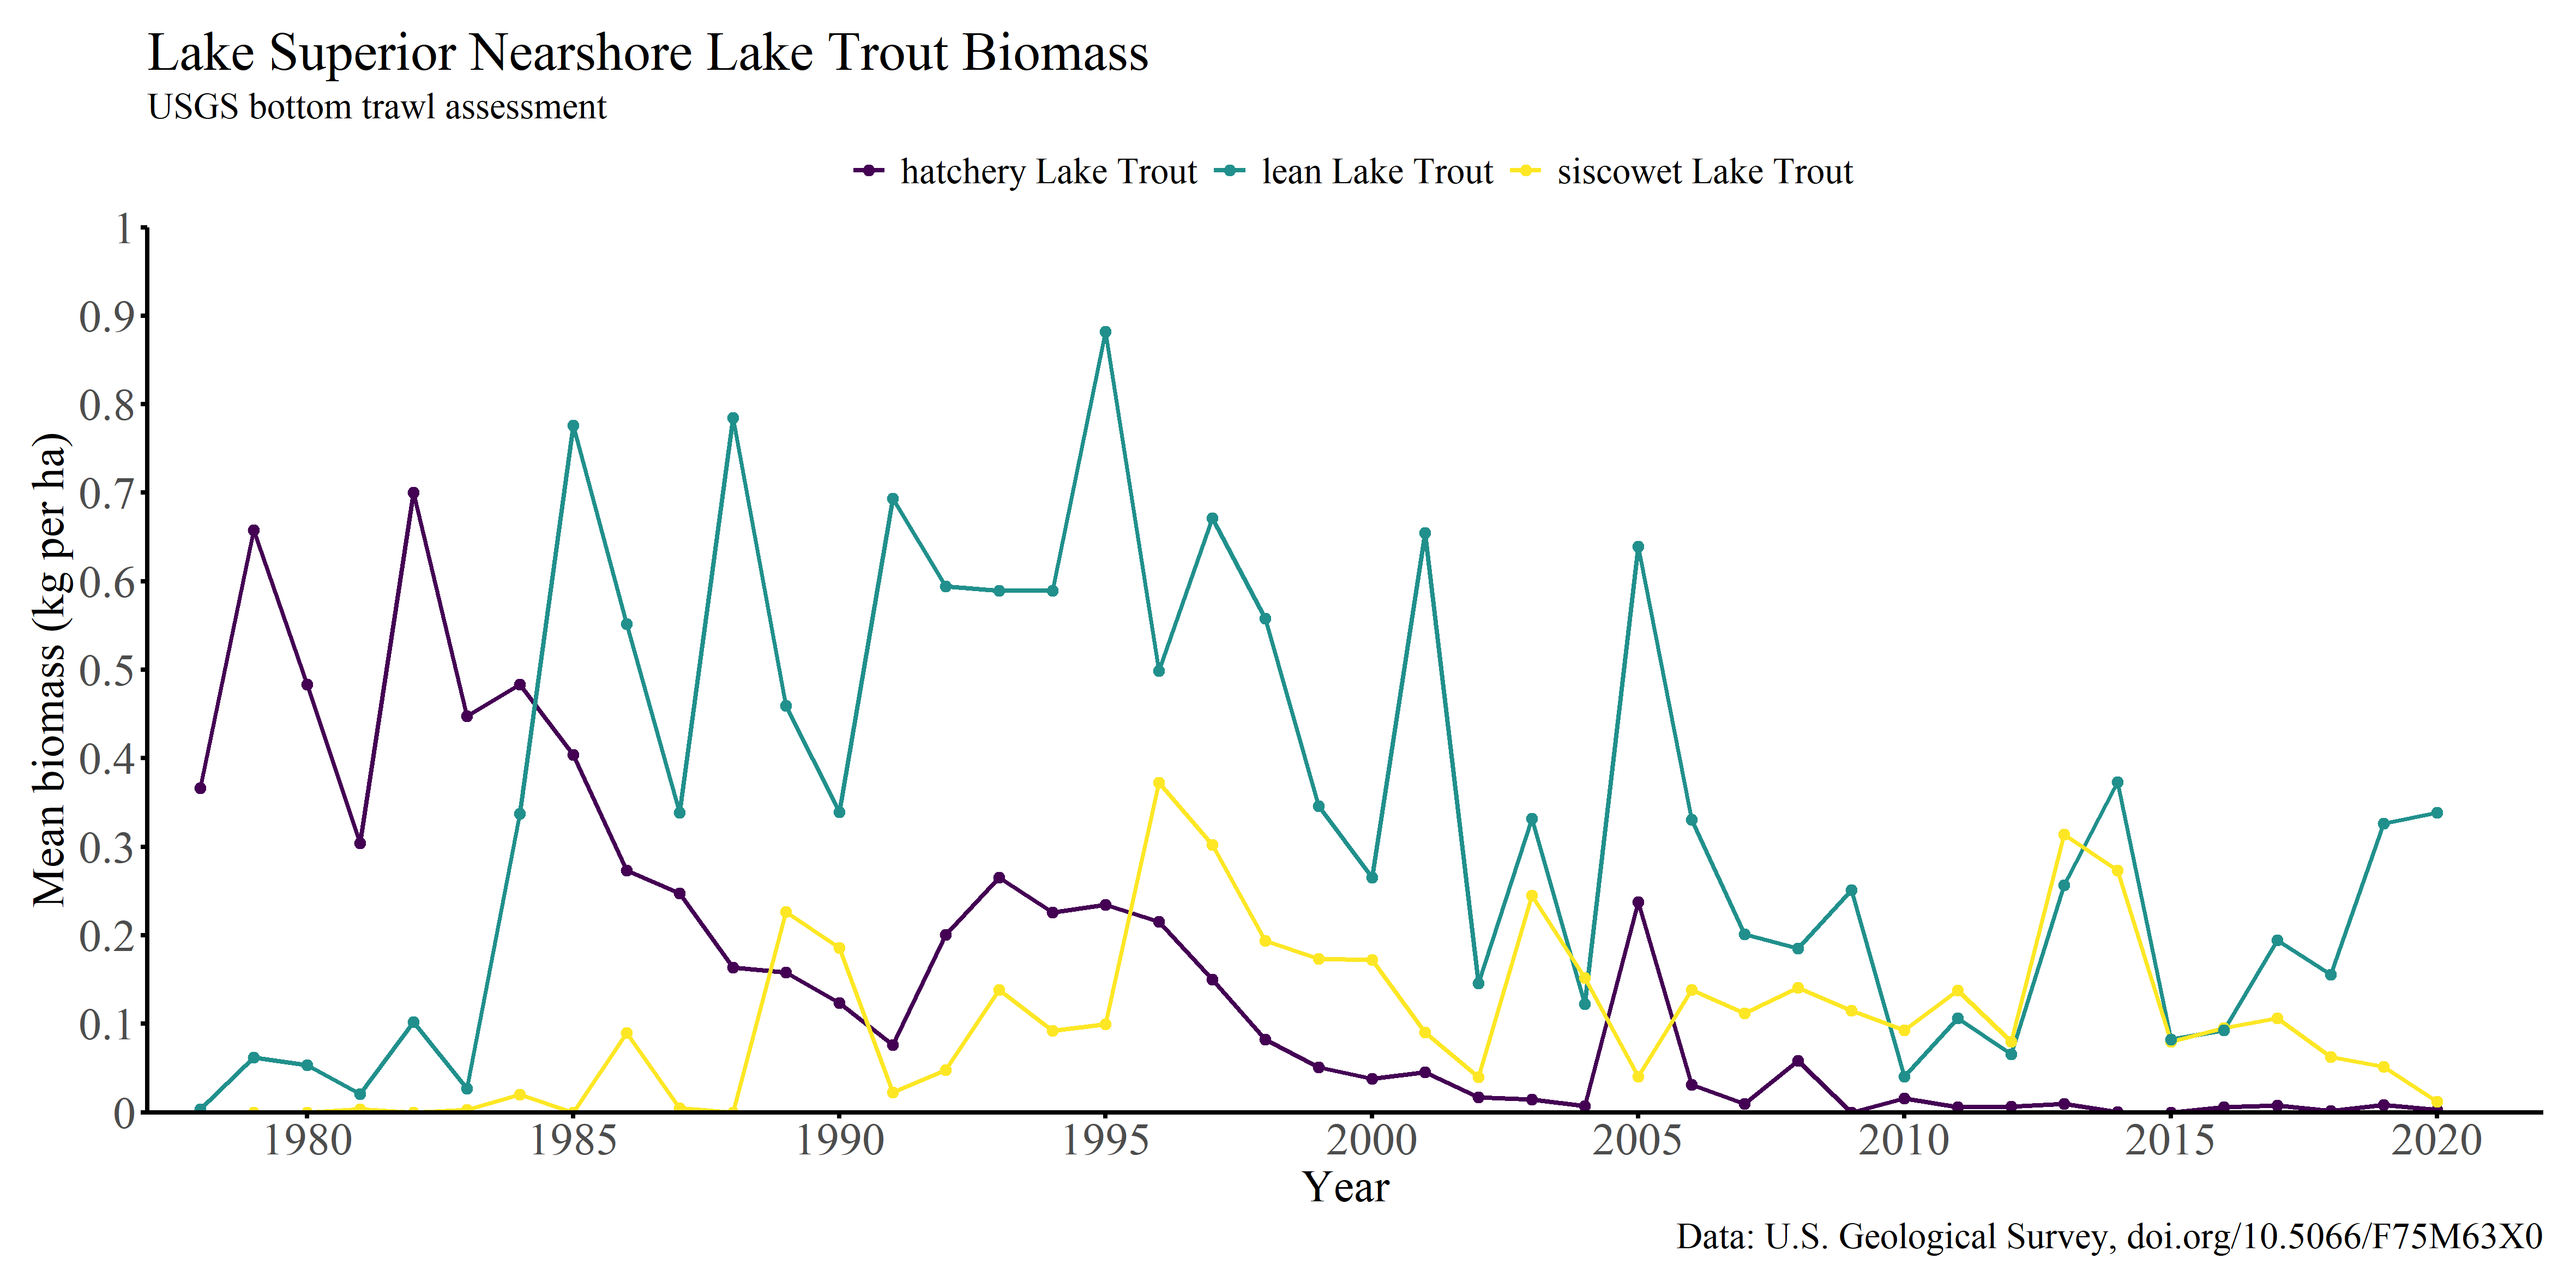 Lake Superior Nearshore Lake Trout Biomass
USGS bottom trawl assessment
hatchery Lake Trout
lean Lake Trout
siscowet Lake Trout
Mean biomass (kg per ha)
1
0.9
0.8
0.7
0.6
0.5
0.4
0.3
0.2
0.1
0
1980
1985
1990
1995
2000
2005
2010
2015
2020
Year
Data: U.S. Geological Survey, doi.org/10.5066/F75M63X0